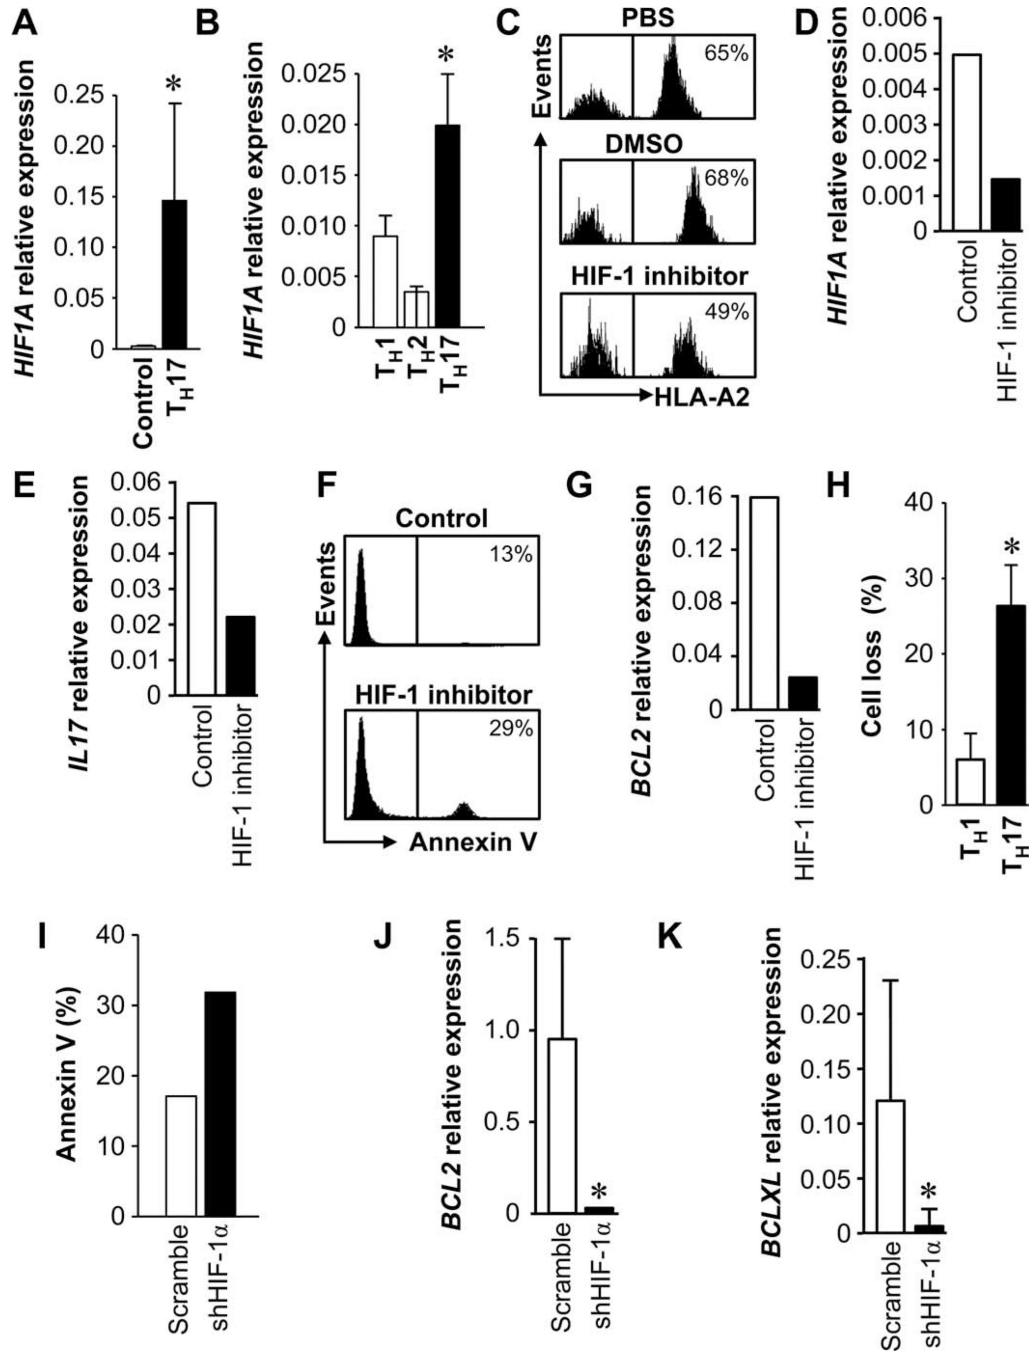 A
HIF1A relative expression
0.25
0.20
0.15
0.10
0.05
0
*
Control
TH17
B
HIF1A relative expression
0.025
0.020
0.015
0.010
0.005
0
*
TH1
TH2
TH17
C
Events
PBS
65%
DMSO
68%
HIF-1 inhibitor
49%
HLA-A2
D
HIF1A relative expression
0.006
0.005
0.004
0.003
0.002
0.001
0
Control
HIF-1 inhibitor
E
IL17 relative expression
0.06
0.05
0.04
0.03
0.02
0.01
0
Control
HIF-1 inhibitor
F
Events
Control
13%
HIF-1 inhibitor
29%
Annexin V
G
BCL2 relative expression
0.16
0.12
0.08
0.04
0
Control
HIF-1 inhibitor
H
Cell loss (%)
40
30
20
10
0
*
TH1
TH17
I
Annexin V (%)
40
30
20
10
0
Scramble
shHIF-1α
J
BCL2 relative expression
1.5
1.0
0.5
0
*
Scramble
shHIF-1α
K
BCLXL relative expression
0.25
0.20
0.15
0.10
0.05
0
*
Scramble
shHIF-1α